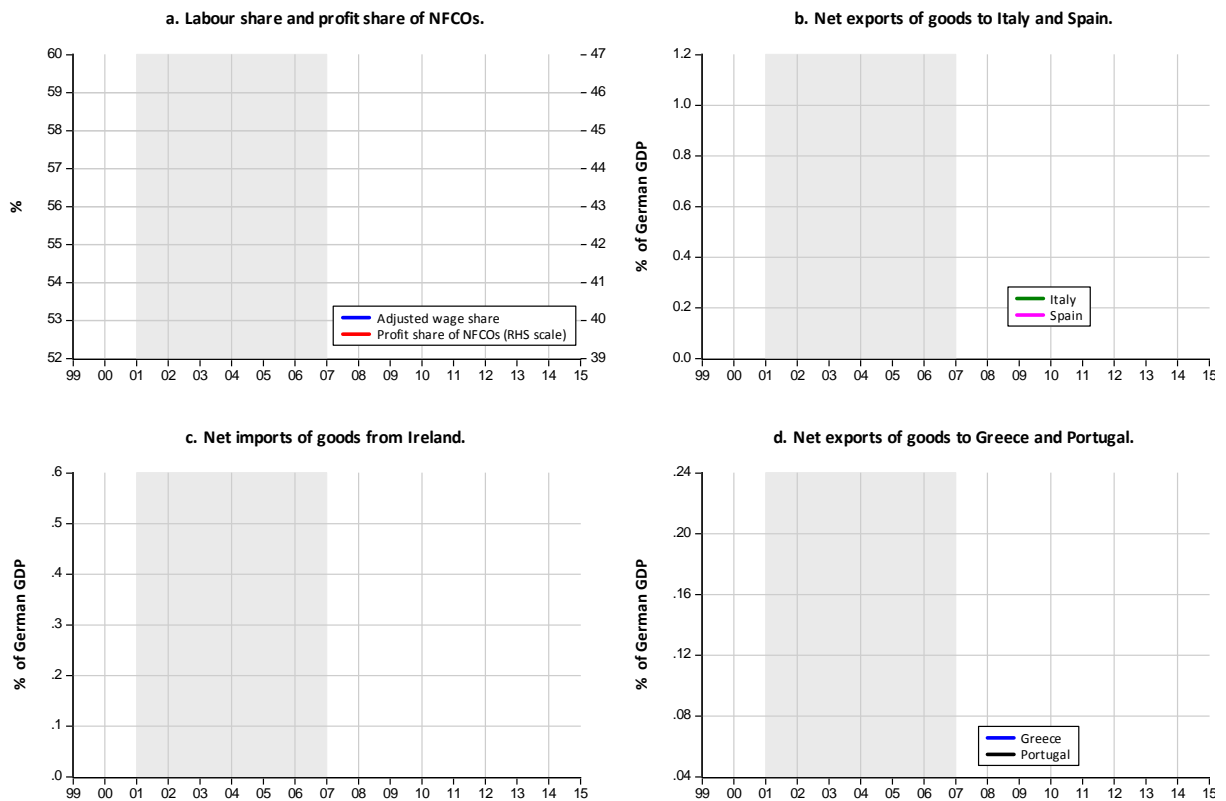 a. Labour share and profit share of NFCOs.
60
59
58
57
56
55
54
53
52
%
47
46
45
44
43
42
41
40
39
Adjusted wage share
Profit share of NFCOs (RHS scale)
99 00 01 02 03 04 05 06 07 08 09 10 11 12 13 14 15
b. Net exports of goods to Italy and Spain.
1.2
1.0
0.8
0.6
0.4
0.2
0.0
% of German GDP
Italy
Spain
99 00 01 02 03 04 05 06 07 08 09 10 11 12 13 14 15
c. Net imports of goods from Ireland.
.6
.5
.4
.3
.2
.1
.0
% of German GDP
99 00 01 02 03 04 05 06 07 08 09 10 11 12 13 14 15
d. Net exports of goods to Greece and Portugal.
.24
.20
.16
.12
.08
.04
% of German GDP
Greece
Portugal
99 00 01 02 03 04 05 06 07 08 09 10 11 12 13 14 15